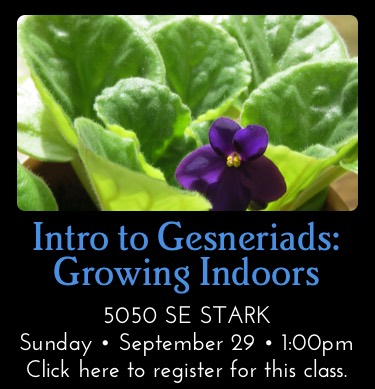 Intro to Gesneriads:
Growing Indoors
5050 SE STARK
Sunday • September 29 • 1:00pm
Click here to register for this class.